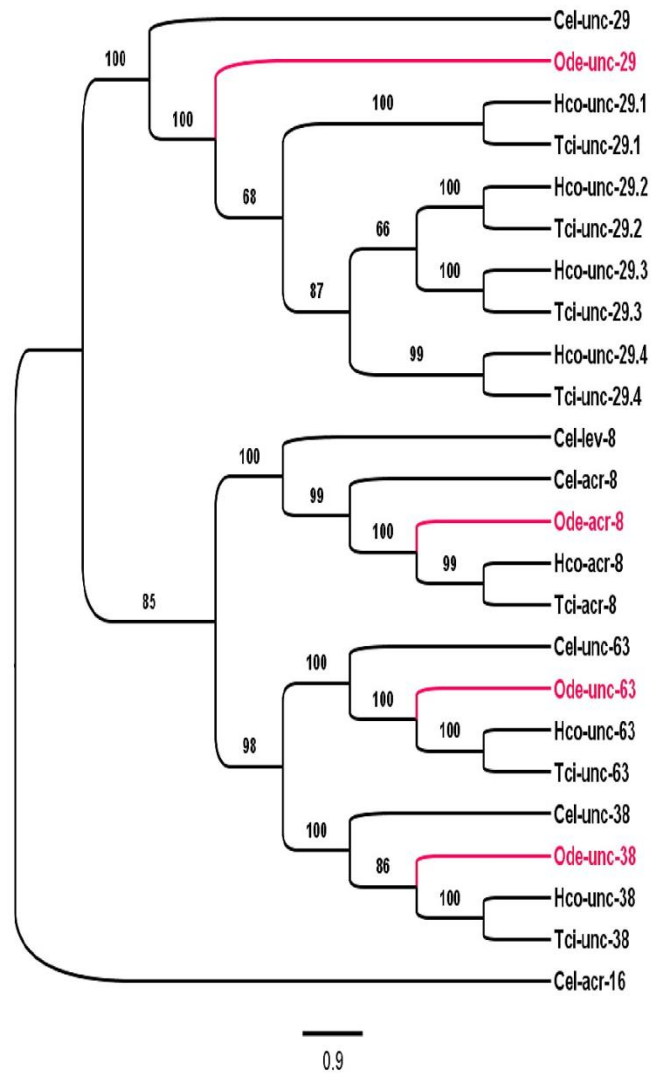 Cel-unc-29
Ode-unc-29
100
Hco-unc-29.1
100
100
Tci-unc-29.1
Hco-unc-29.2
100
68
Tci-unc-29.2
66
Hco-unc-29.3
100
87
Tci-unc-29.3
Hco-unc-29.4
99
Tci-unc-29.4
Cel-lev-8
100
Cel-acr-8
99
Ode-acr-8
100
Hco-acr-8
99
Tci-acr-8
85
Cel-unc-63
100
Ode-unc-63
100
Hco-unc-63
100
98
Tci-unc-63
Cel-unc-38
100
Ode-unc-38
86
Hco-unc-38
100
Tci-unc-38
Cel-acr-16
0.9